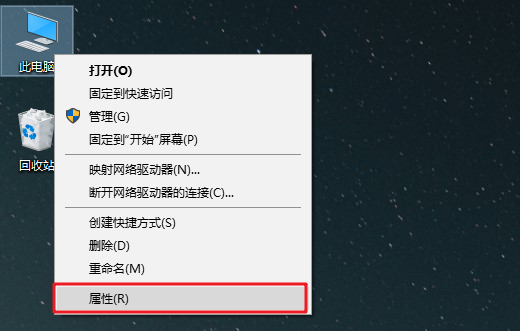 此电脑
打开(O)
固定到快速访问
管理(G)
固定到"开始"屏幕(P)
回收站
映射网络驱动器(N)...
断开网络驱动器的连接(C)...
创建快捷方式(S)
删除(D)
重命名(M)
属性(R)